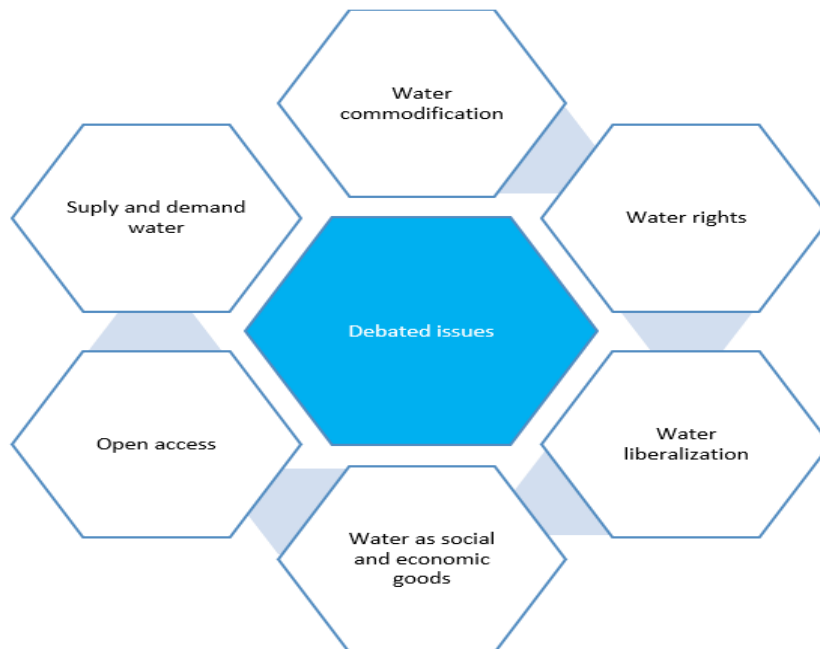 Water
commodification
Water rights
Water
liberalization
Water as social
and economic
goods
Open access
Suply and demand
water
Debated issues